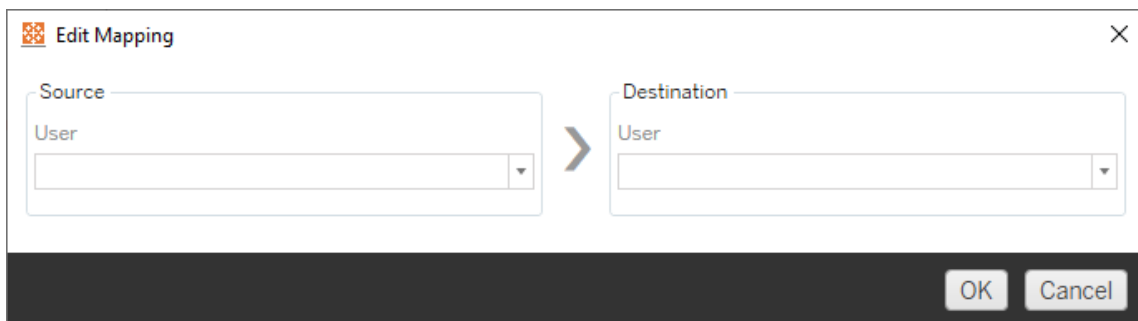 Edit Mapping
Source
Destination
User
User
OK
Cancel